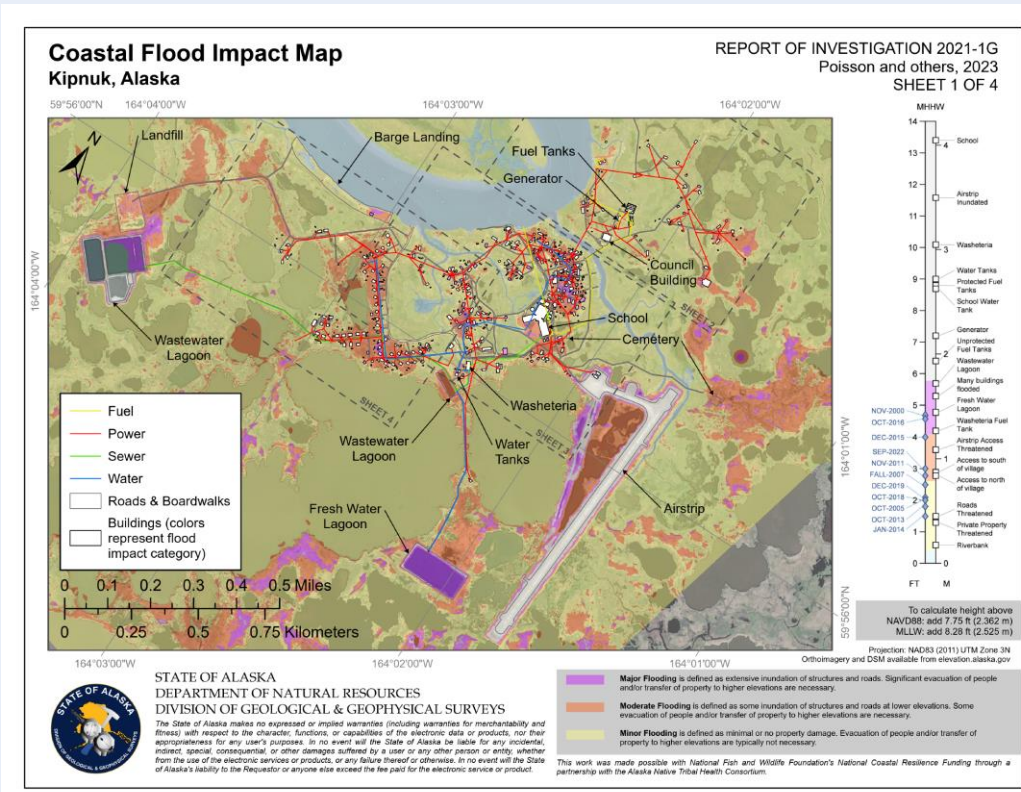 Coastal Flood Impact Map
Kipnuk, Alaska
REPORT OF INVESTIGATION 2021-1G
Poisson and others, 2023
SHEET 1 OF 4
59°56'00"N
164°04'00"W
164°03'00"W
164°02'00"W
N
Landfill
Barge Landing
Fuel Tanks
Generator
Council
Building
School
Cemetery
Wastewater
Lagoon
Washeteria
Wastewater
Lagoon
Water
Tanks
Fresh Water
Lagoon
Airstrip
SHEET 4
SHEET 2
164°04'00"W
164°01'00"W
59°56'00"N
Fuel
Power
Sewer
Water
Roads & Boardwalks
Buildings (colors
represent flood
impact category)
0 0.1 0.2 0.3 0.4 0.5 Miles
0 0.25 0.5 0.75 Kilometers
164°03'00"W
164°02'00"W
164°01'00"W
MHHW
14
13
12
11
10
9
8
7
6
5
4
3
2
1
0
4
3
2
1
0
FT M
School
Airstrip
Inundated
Washeteria
Water Tanks
Protected Fuel
Tanks
School Water
Tank
Generator
Unprotected
Fuel Tanks
Wastewater
Lagoon
Many buildings
flooded
Fresh Water
Lagoon
Washeteria Fuel
Tank
Airstrip Access
Threatened
Access to south
of village
Access to north
of village
Roads
Threatened
Private Property
Threatened
Riverbank
NOV-2000
OCT-2016
DEC-2015
SEP-2022
NOV-2011
FALL-2007
DEC-2019
OCT-2018
OCT-2005
OCT-2013
JAN-2014
To calculate height above
NAVD88: add 7.75 ft (2.362 m)
MLLW: add 8.28 ft (2.525 m)
Projection: NAD83 (2011) UTM Zone 3N
Orthoimagery and DSM available from elevation.alaska.gov
STATE OF ALASKA
DIVISION OF GEOLOGICAL & GEOPHYSICAL SURVEYS
STATE OF ALASKA
DEPARTMENT OF NATURAL RESOURCES
DIVISION OF GEOLOGICAL & GEOPHYSICAL SURVEYS
The State of Alaska makes no expressed or implied warranties (including warranties for merchantability and
fitness) with respect to the character, functions, or capabilities of the electronic data or products, nor their
appropriateness for any user's purposes. In no event will the State of Alaska be liable for any incidental,
indirect, special, consequential, or other damages suffered by a user or any other person or entity, whether
from the use of the electronic services or products, or any failure thereof or otherwise. In no event will the State
of Alaska's liability to the Requestor or anyone else exceed the fee paid for the electronic service or product.
Major Flooding is defined as extensive inundation of structures and roads. Significant evacuation of people
and/or transfer of property to higher elevations are necessary.
Moderate Flooding is defined as some inundation of structures and roads at lower elevations. Some
evacuation of people and/or transfer of property to higher elevations are necessary.
Minor Flooding is defined as minimal or no property damage. Evacuation of people and/or transfer of
property to higher elevations are typically not necessary.
This work was made possible with National Fish and Wildlife Foundation's National Coastal Resilience Funding through a
partnership with the Alaska Native Tribal Health Consortium.